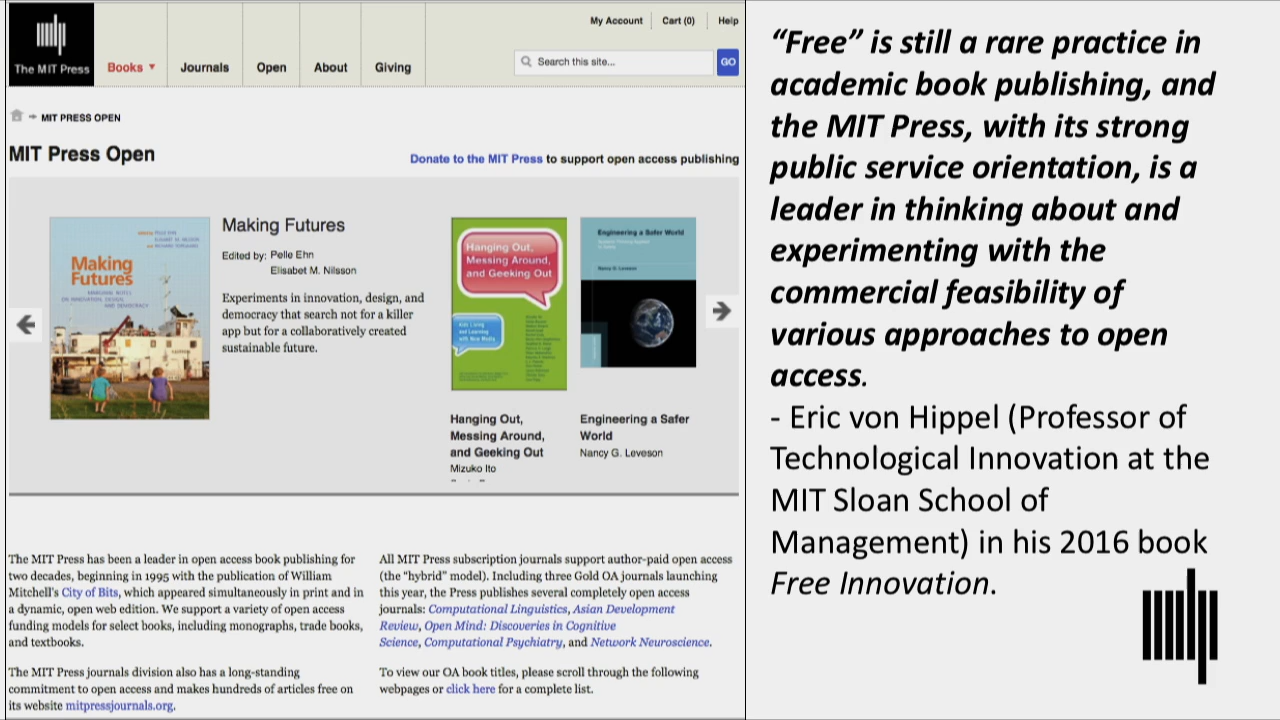 The MIT Press
Books
Journals
Open
About
Giving
My Account
Cart (0)
Help
Search this site...
GO
MIT PRESS OPEN
MIT Press Open
Donate to the MIT Press to support open access publishing
Making
Futures
Making Futures
Edited by: Pelle Ehn
Elisabet M. Nilsson
Experiments in innovation, design, and
democracy that search not for a killer
app but for a collaboratively created
sustainable future.
Hanging Out,
Messing Around,
and Geeking Out
Kids Living
and Learning
with New Media
Engineering a Safer World
Nancy G. Leveson
Hanging Out,
Messing Around,
and Geeking Out
Mizuko Ito
Engineering a Safer
World
Nancy G. Leveson
The MIT Press has been a leader in open access book publishing for
two decades, beginning in 1995 with the publication of William
Mitchell's City of Bits, which appeared simultaneously in print and in
a dynamic, open web edition. We support a variety of open access
funding models for select books, including monographs, trade books,
and textbooks.
The MIT Press journals division also has a long-standing
commitment to open access and makes hundreds of articles free on
its website mitpressjournals.org.
All MIT Press subscription journals support author-paid open access
(the "hybrid" model). Including three Gold OA journals launching
this year, the Press publishes several completely open access
journals: Computational Linguistics, Asian Development
Review, Open Mind: Discoveries in Cognitive
Science, Computational Psychiatry, and Network Neuroscience.
To view our OA book titles, please scroll through the following
webpages or click here for a complete list.
“Free” is still a rare practice in
academic book publishing, and
the MIT Press, with its strong
public service orientation, is a
leader in thinking about and
experimenting with the
commercial feasibility of
various approaches to open
access.
- Eric von Hippel (Professor of
Technological Innovation at the
MIT Sloan School of
Management) in his 2016 book
Free Innovation.